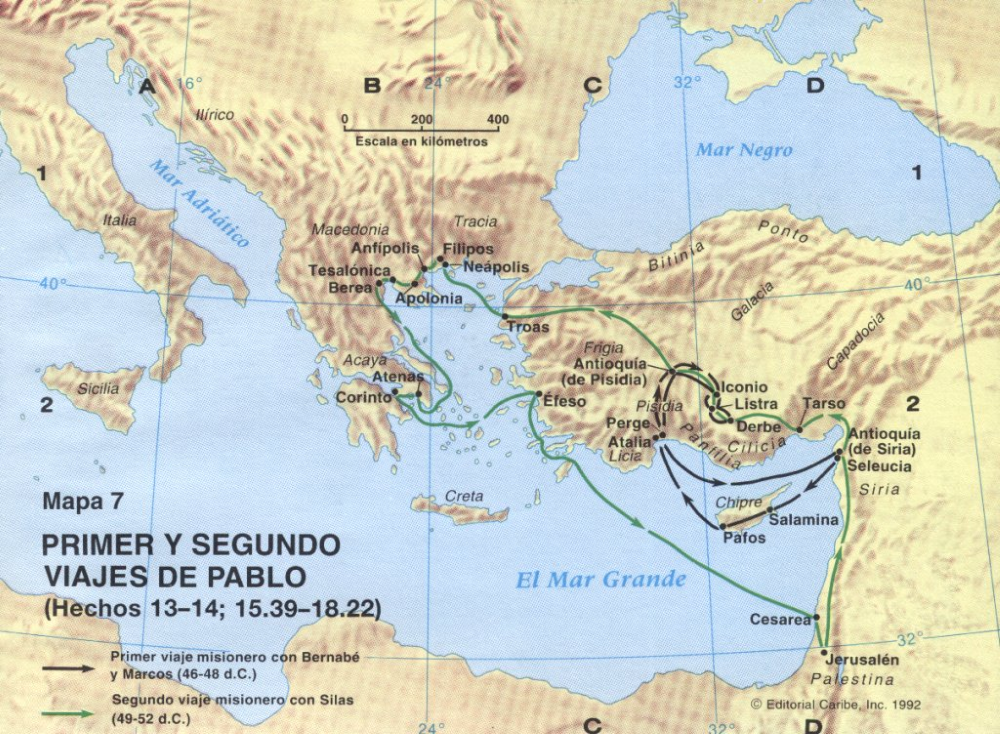 A
B
C
D
16°
24°
32°
Ilírico
0 200 400
Escala en kilómetros
1
Mar Adriático
Mar Negro
1
Italia
Macedonia
Tracia
Anfípolis
Filipos
Tesalónica
Neápolis
Berea
Apolonia
Bitinia
Ponto
40°
40°
Troas
Galacia
Capadocia
Frigia
Antioquía
(de Pisidia)
Acaya
Atenas
Corinto
Sicilia
Éfeso
Iconio
Listra
Derbe
Tarso
2
2
Pisidia
Perge
Atalia
Licia
Panfilia
Cilicia
Antioquía
(de Siria)
Seleucia
Siria
Creta
Chipre
Salamina
Pafos
Mapa 7
PRIMER Y SEGUNDO
VIAJES DE PABLO
(Hechos 13–14; 15.39–18.22)
El Mar Grande
Cesarea
32°
Jerusalén
Palestina
Primer viaje misionero con Bernabé
y Marcos (46-48 d.C.)
Segundo viaje misionero con Silas
(49-52 d.C.)
© Editorial Caribe, Inc. 1992
24°
C
32°
D